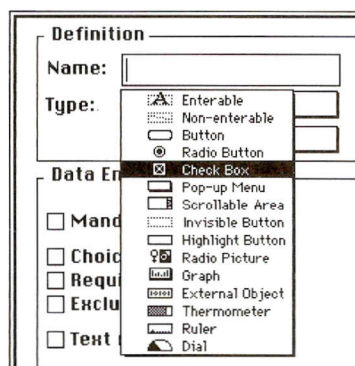 Definition
Name:
Type:
Enterable
Non-enterable
Button
Radio Button
Check Box
Pop-up Menu
Scrollable Area
Invisible Button
Highlight Button
Radio Picture
Graph
External Object
Thermometer
Ruler
Dial
Data En
Mand
Choic
Requi
Exclu
Text